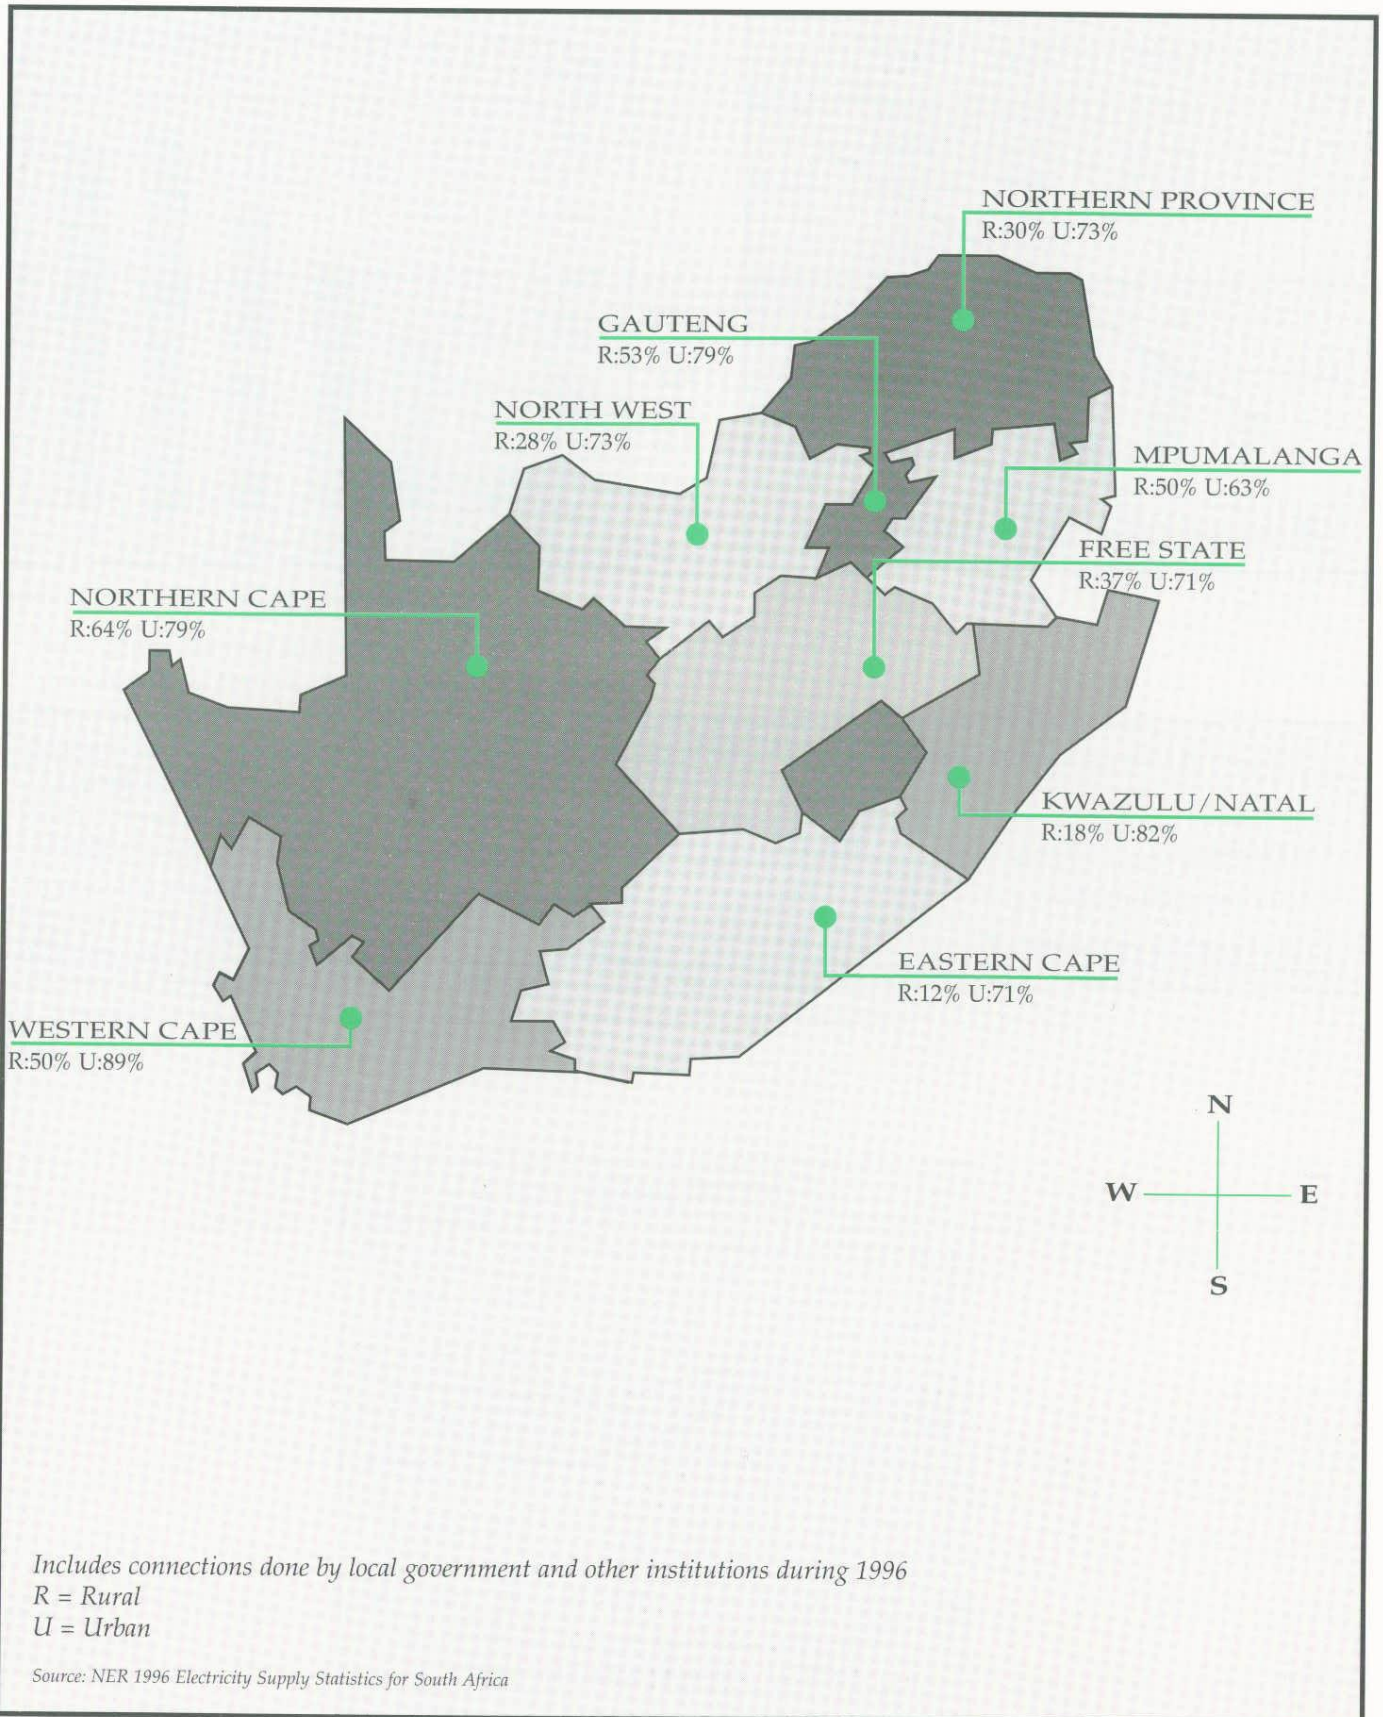 NORTHERN PROVINCE
R:30% U:73%
GAUTENG
R:53% U:79%
NORTH WEST
R:28% U:73%
MPUMALANGA
R:50% U:63%
FREE STATE
R:37% U:71%
NORTHERN CAPE
R:64% U:79%
KWAZULU/NATAL
R:18% U:82%
EASTERN CAPE
R:12% U:71%
WESTERN CAPE
R:50% U:89%
N
W E
S
Includes connections done by local government and other institutions during 1996
R = Rural
U = Urban
Source: NER 1996 Electricity Supply Statistics for South Africa